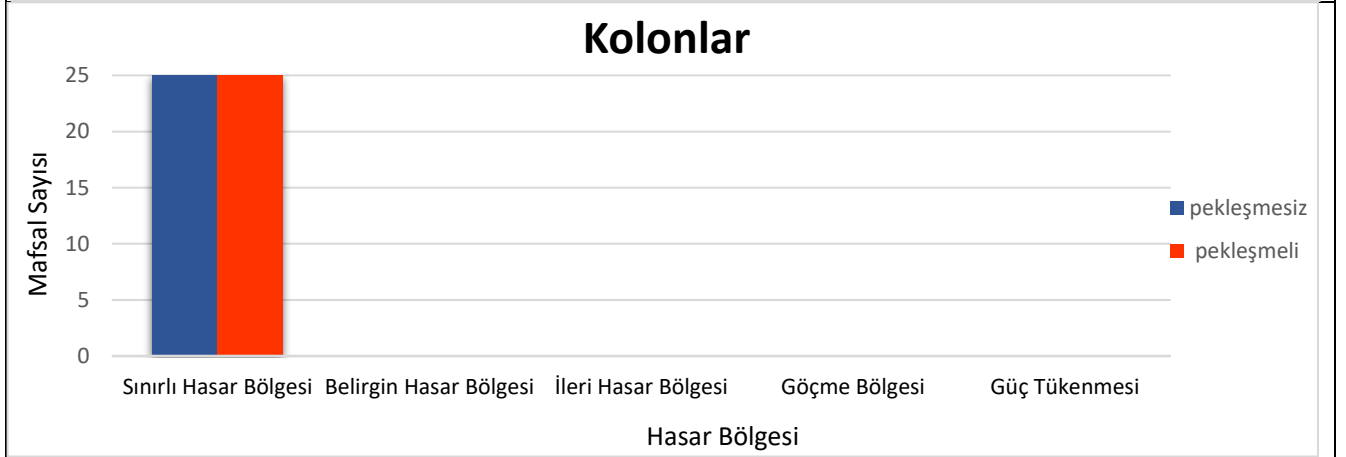 Kolonlar
25
20
15
10
5
0
Mafsal Sayısı
Sınırlı Hasar Bölgesi Belirgin Hasar Bölgesi İleri Hasar Bölgesi Göçme Bölgesi Güç Tükenmesi
Hasar Bölgesi
pekleşmesiz
pekleşmeli